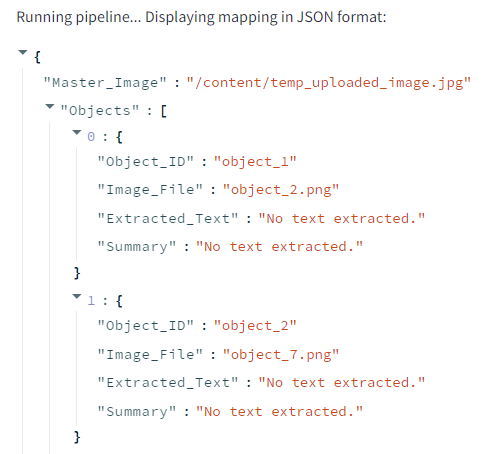 Running pipeline... Displaying mapping in JSON format:
{
"Master_Image" : "/content/temp_uploaded_image.jpg"
"Objects" : [
0 : {
"Object_ID" : "object_1"
"Image_File" : "object_2.png"
"Extracted_Text" : "No text extracted."
"Summary" : "No text extracted."
}
1 : {
"Object_ID" : "object_2"
"Image_File" : "object_7.png"
"Extracted_Text" : "No text extracted."
"Summary" : "No text extracted."
}